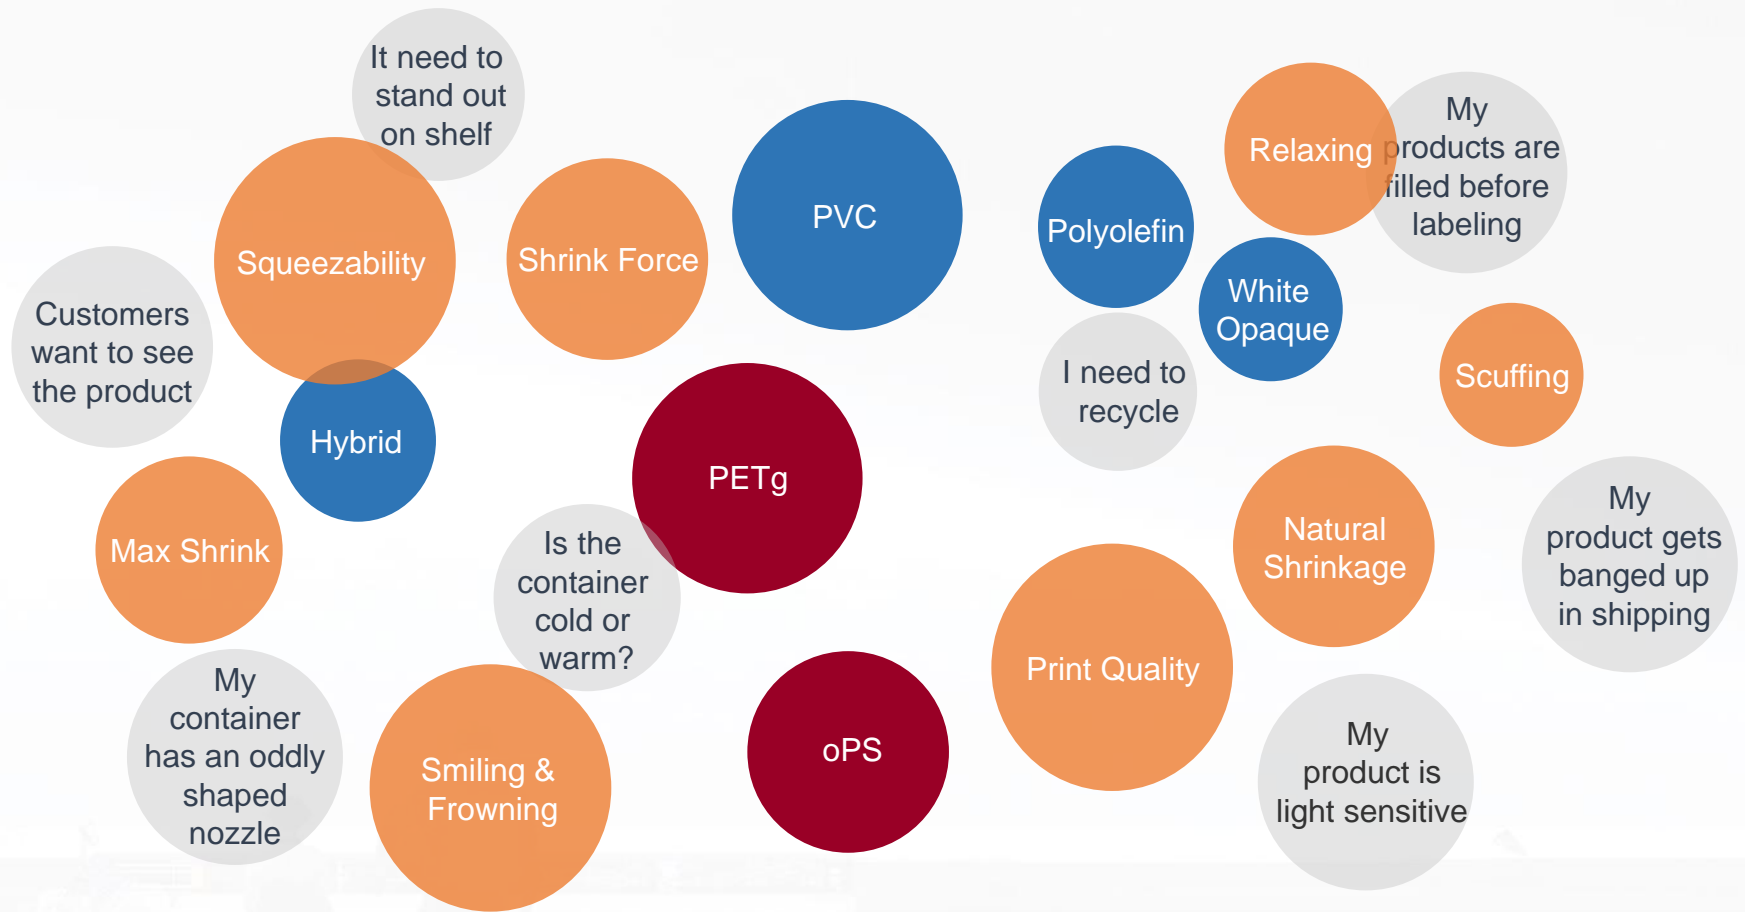 It need to
stand out
on shelf
Squeezability
Shrink Force
PVC
Polyolefin
Relaxing
My
products are
filled before
labeling
Customers
want to see
the product
White
Opaque
Hybrid
I need to
recycle
Scuffing
PETg
Max Shrink
Is the
container
cold or
warm?
Natural
Shrinkage
My
product gets
banged up
in shipping
Print Quality
My
container
has an oddly
shaped
nozzle
Smiling &
Frowning
oPS
My
product is
light sensitive